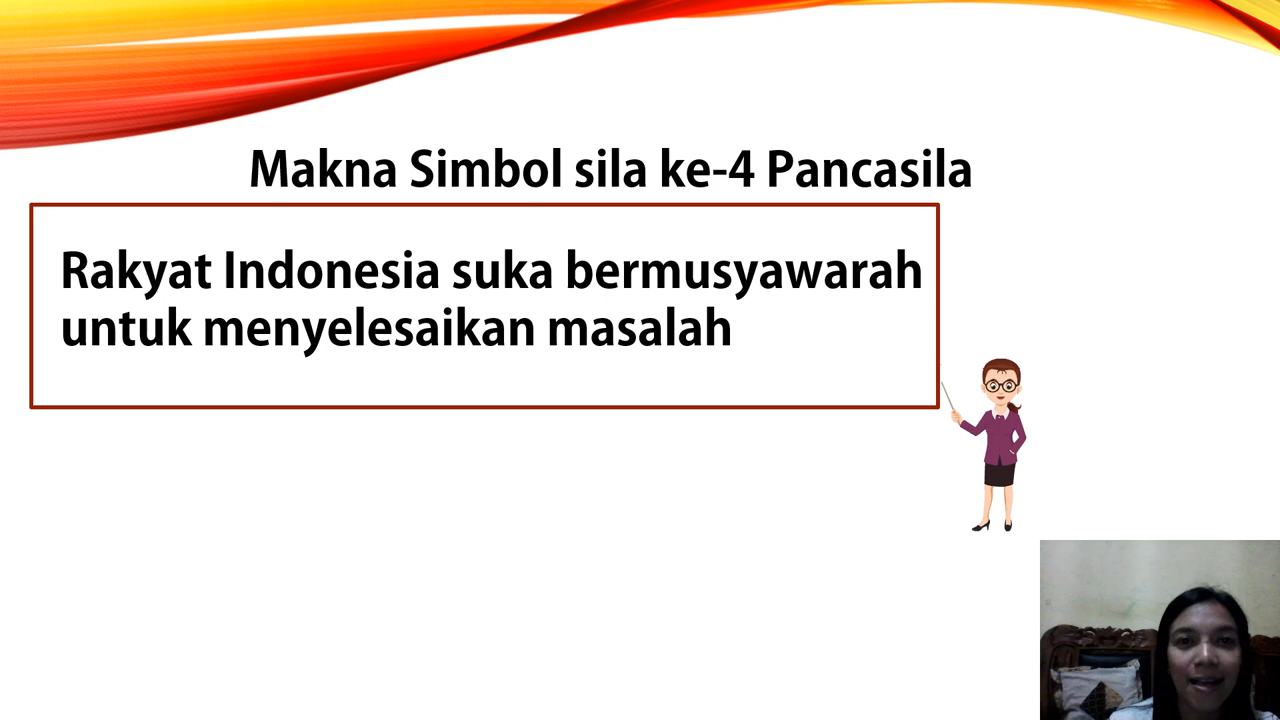 Makna Simbol sila ke-4 Pancasila
Rakyat Indonesia suka bermusyawarah
untuk menyelesaikan masalah